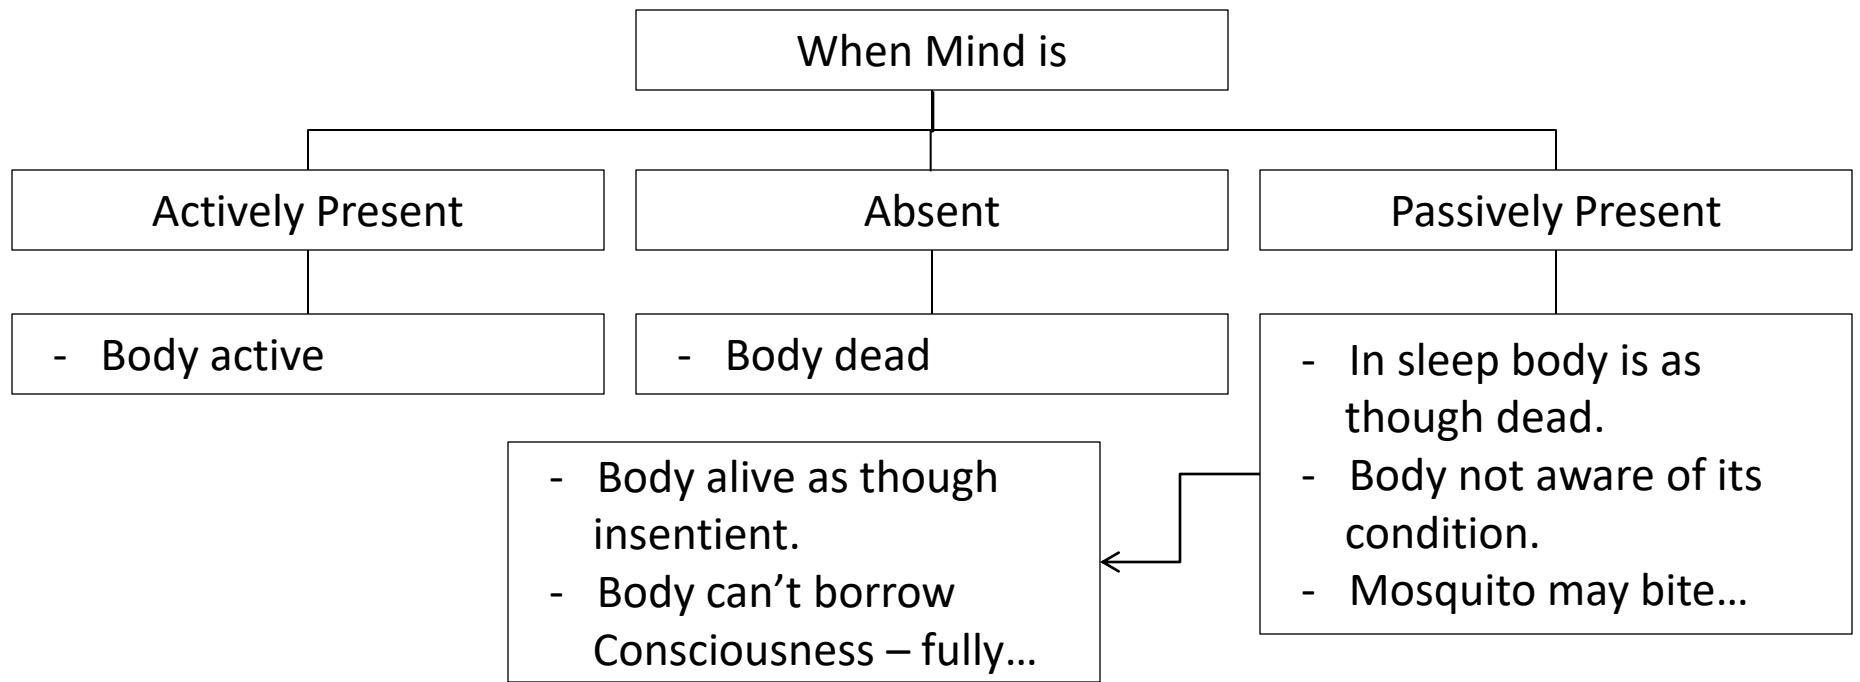 When Mind is
Actively Present
Absent
Passively Present
- Body active
- Body dead
- In sleep body is as
though dead.
- Body not aware of its
condition.
- Mosquito may bite…
- Body alive as though
insentient.
- Body can’t borrow
Consciousness – fully…